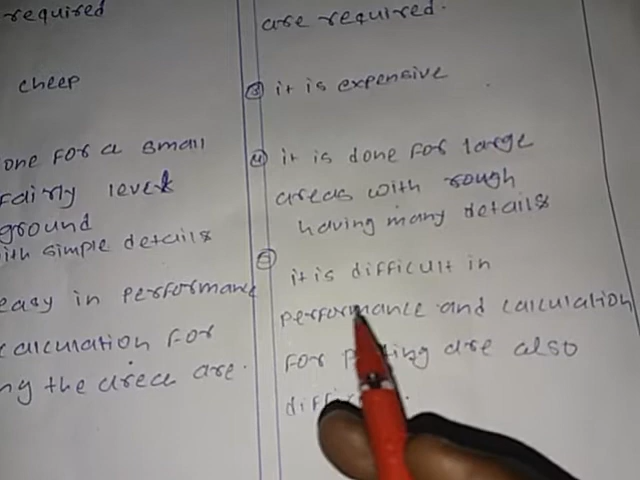 required
cheep
one for a small
fairly level
ground
ith simple details
easy in performance
calculation for
ng the area are.
are required.
③ it is expensive
④ it is done for large
areas with rough
having many details
⑤ it is difficult in
performance and calculation
for are also